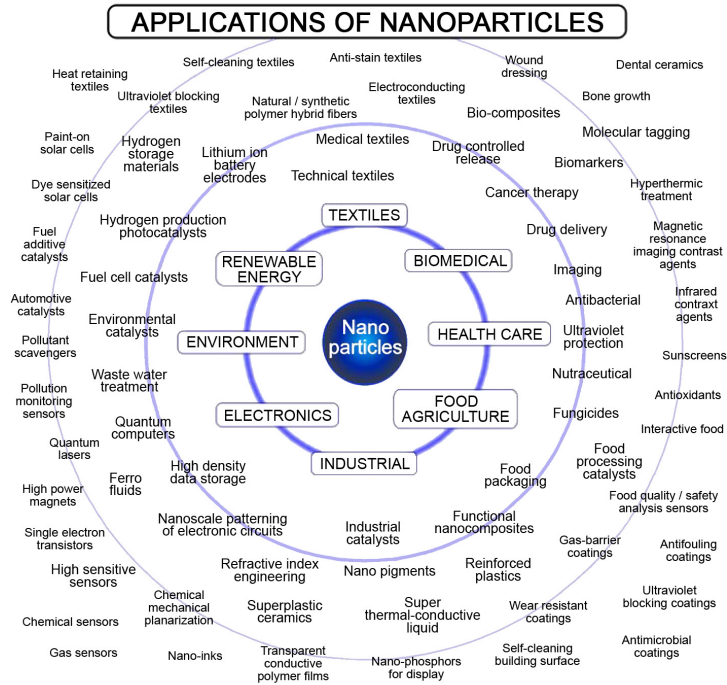 APPLICATIONS OF NANOPARTICLES
Self-cleaning textiles
Anti-stain textiles
Wound
dressing
Dental ceramics
Heat retaining
textiles
Ultraviolet blocking
textiles
Natural / synthetic
polymer hybrid fibers
Electroconducting
textiles
Bio-composites
Bone growth
Molecular tagging
Paint-on
solar cells
Hydrogen
storage
materials
Lithium ion
battery
electrodes
Medical textiles
Technical textiles
Drug controlled
release
Biomarkers
Dye sensitized
solar cells
Cancer therapy
Hyperthermic
treatment
Hydrogen production
photocatalysts
TEXTILES
Drug delivery
Fuel
additive
catalysts
Magnetic
resonance
imaging contrast
agents
Fuel cell catalysts
RENEWABLE
ENERGY
BIOMEDICAL
Imaging
Automotive
catalysts
Antibacterial
Infrared
contraxt
agents
Environmental
catalysts
Nano
particles
Pollutant
scavengers
ENVIRONMENT
HEALTH CARE
Ultraviolet
protection
Sunscreens
Waste water
treatment
Nutraceutical
Pollution
monitoring
sensors
Antioxidants
ELECTRONICS
FOOD
AGRICULTURE
Fungicides
Quantum
computers
Interactive food
Quantum
lasers
INDUSTRIAL
Food
processing
catalysts
High density
data storage
Food
packaging
Ferro
fluids
High power
magnets
Food quality / safety
analysis sensors
Nanoscale patterning
of electronic circuits
Industrial
catalysts
Functional
nanocomposites
Single electron
transistors
Gas-barrier
coatings
Antifouling
coatings
High sensitive
sensors
Refractive index
engineering
Nano pigments
Reinforced
plastics
Chemical
mechanical
planarization
Superplastic
ceramics
Super
thermal-conductive
liquid
Wear resistant
coatings
Ultraviolet
blocking coatings
Chemical sensors
Gas sensors
Nano-inks
Transparent
conductive
polymer films
Nano-phosphors
for display
Self-cleaning
building surface
Antimicrobial
coatings